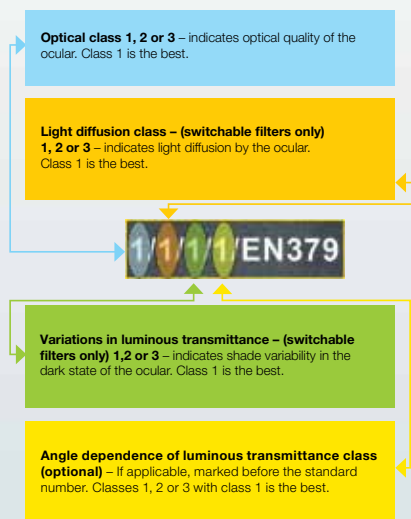 Optical class 1, 2 or 3 – indicates optical quality of the
ocular. Class 1 is the best.
Light diffusion class – (switchable filters only)
1, 2 or 3 – indicates light diffusion by the ocular.
Class 1 is the best.
1/1/1/1/EN379
Variations in luminous transmittance – (switchable
filters only) 1,2 or 3 – indicates shade variability in the
dark state of the ocular. Class 1 is the best.
Angle dependence of luminous transmittance class
(optional) – If applicable, marked before the standard
number. Classes 1, 2 or 3 with class 1 is the best.